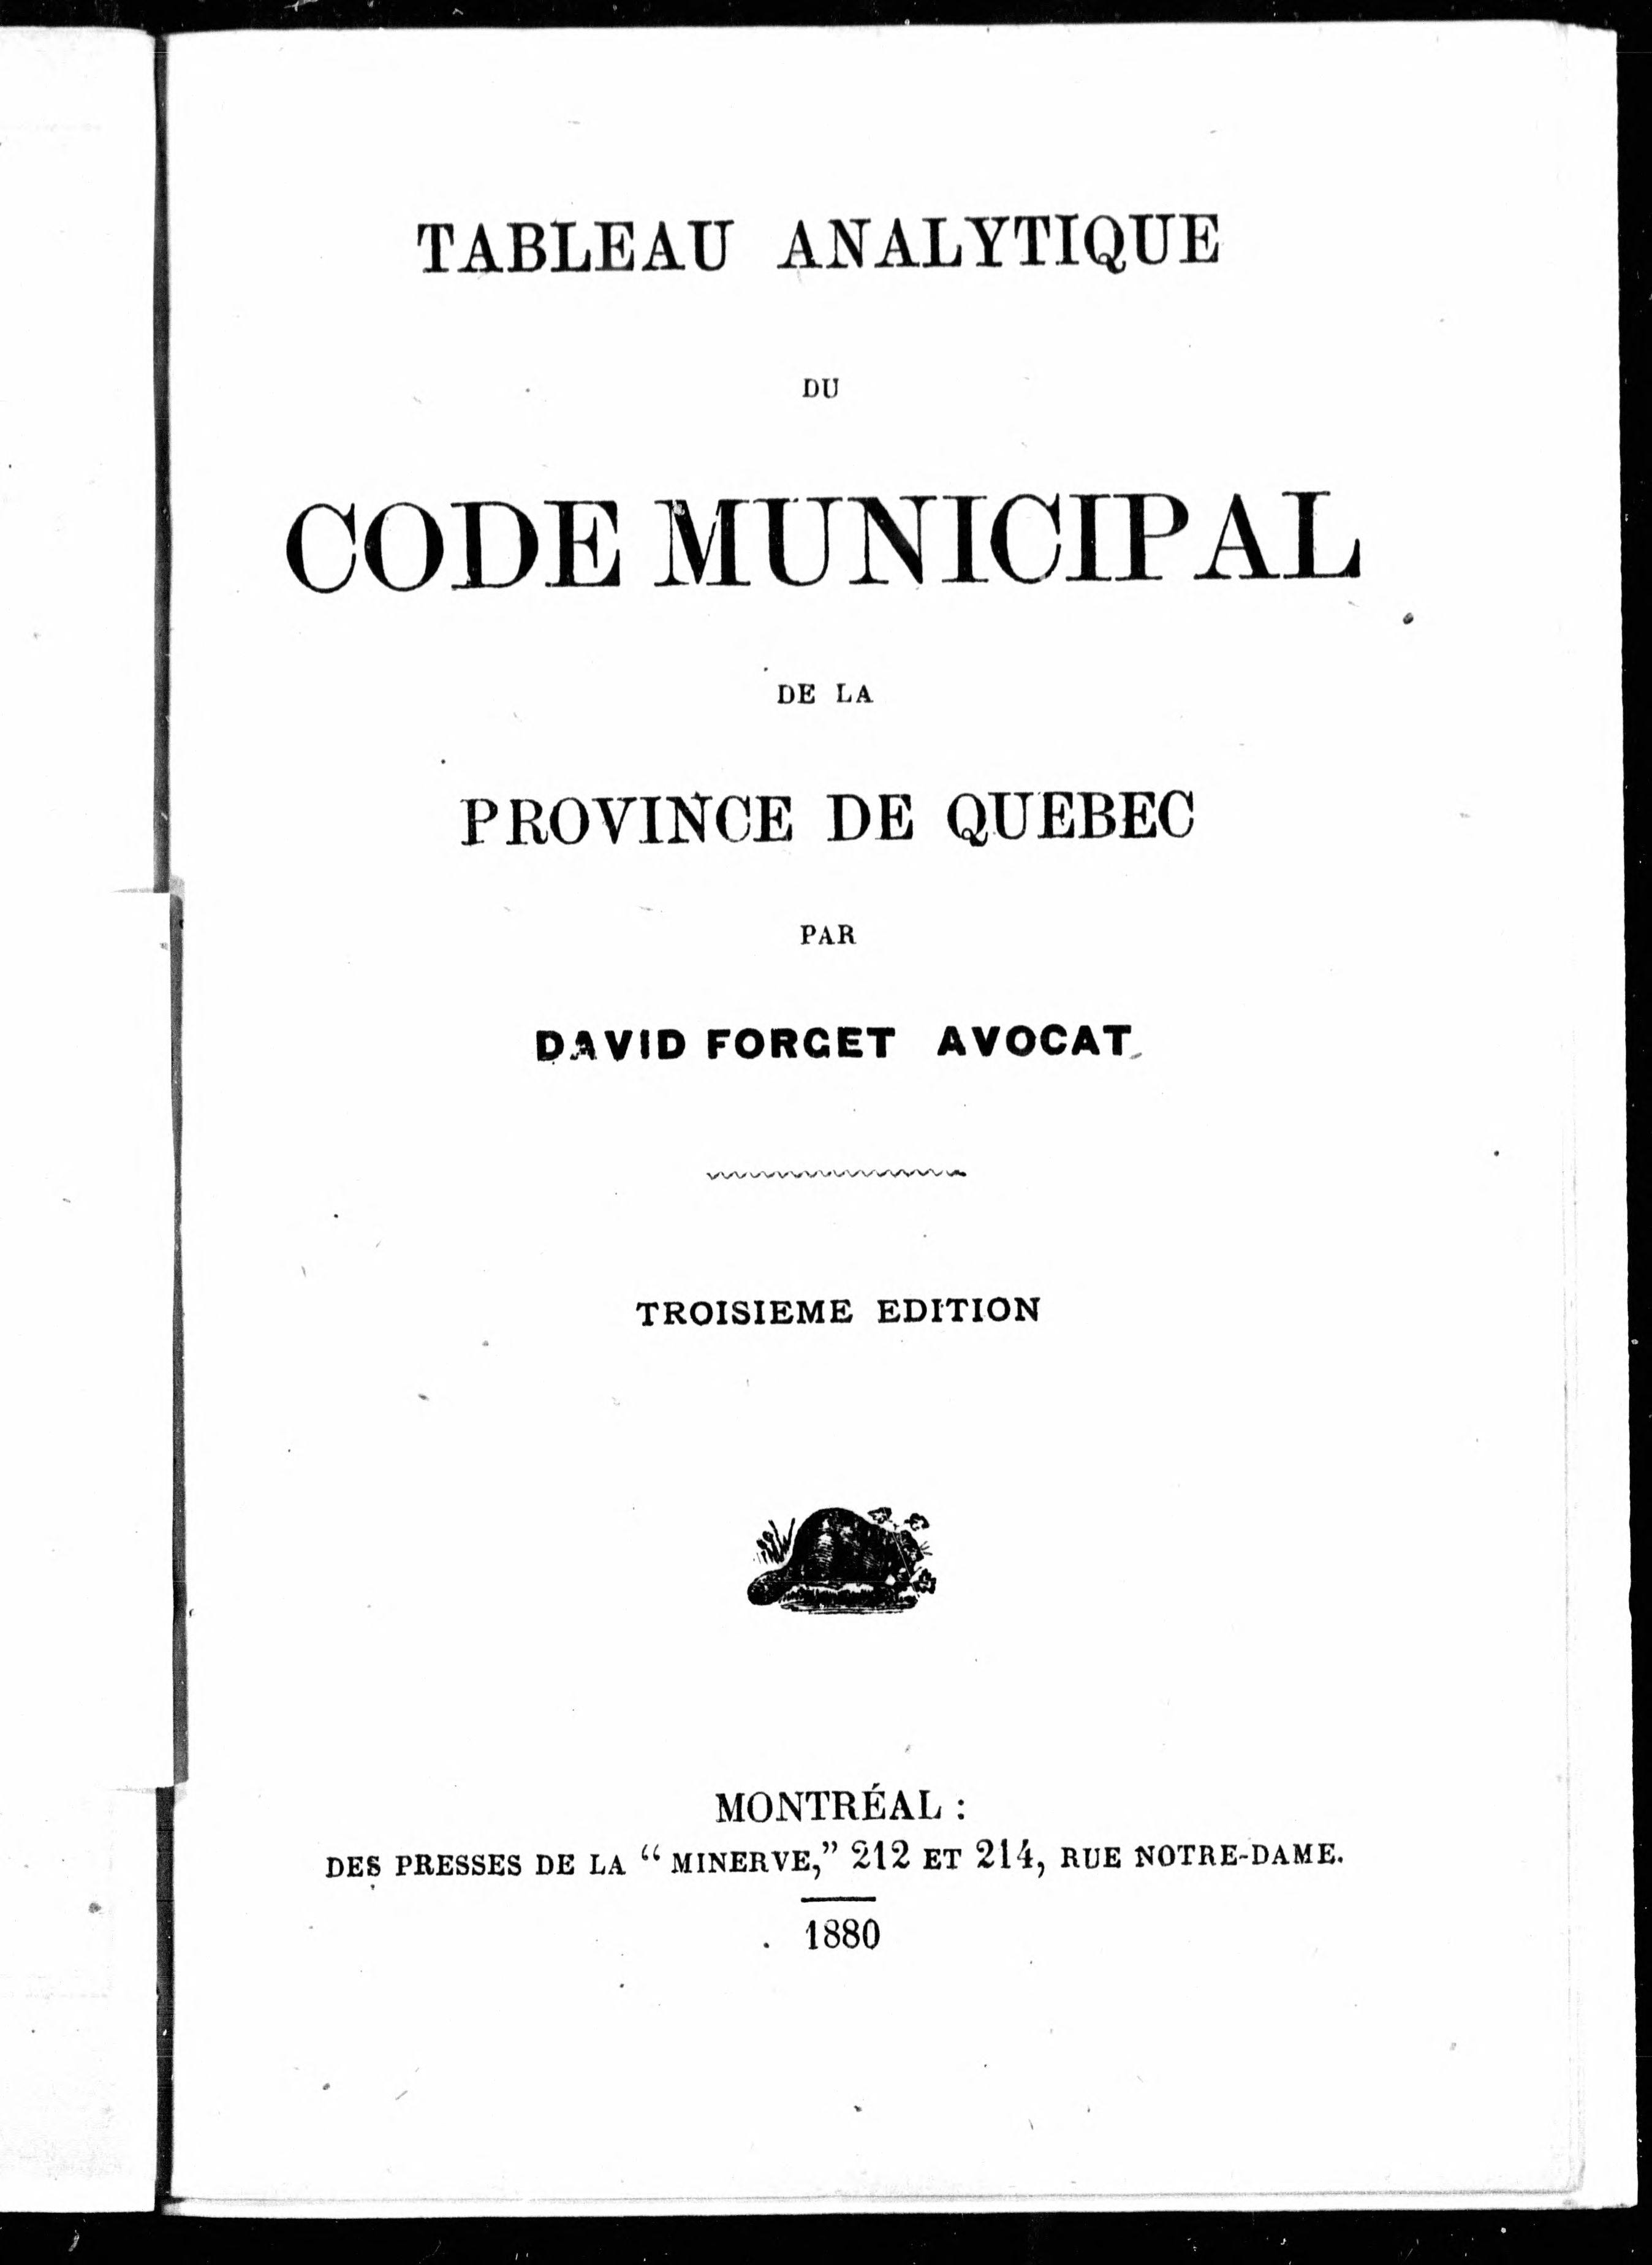 TABLEAU ANALYTIQUE
DU
CODE MUNICIPAL
DE LA
PROVINCE DE QUEBEC
PAR
DAVID FORGET AVOCAT
TROISIEME EDITION
MONTRÉAL :
DES PRESSES DE LA “ MINERVE,” 212 ET 214, RUE NOTRE-DAME.
1880